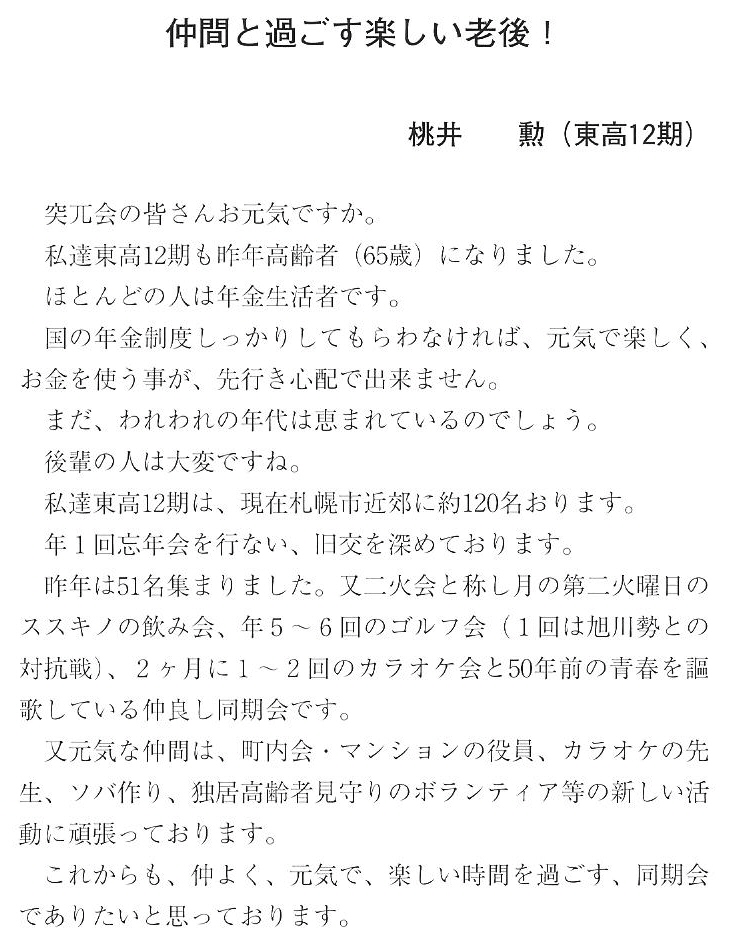 仲間と過ごす楽しい老後！
桃井　　勲（東高12期）
突兀会の皆さんお元気ですか。
私達東高12期も昨年高齢者（65歳）になりました。
ほとんどの人は年金生活者です。
国の年金制度しっかりしてもらわなければ、元気で楽しく、
お金を使う事が、先行き心配で出来ません。
まだ、われわれの年代は恵まれているのでしょう。
後輩の人は大変ですね。
私達東高12期は、現在札幌市近郊に約120名おります。
年１回忘年会を行ない、旧交を深めております。
昨年は51名集まりました。又二火会と称し月の第二火曜日の
ススキノの飲み会、年５～６回のゴルフ会（１回は旭川勢との
対抗戦）、２ヶ月に１～２回のカラオケ会と50年前の青春を謳
歌している仲良し同期会です。
又元気な仲間は、町内会・マンションの役員、カラオケの先
生、ソバ作り、独居高齢者見守りのボランティア等の新しい活
動に頑張っております。
これからも、仲よく、元気で、楽しい時間を過ごす、同期会
でありたいと思っております。